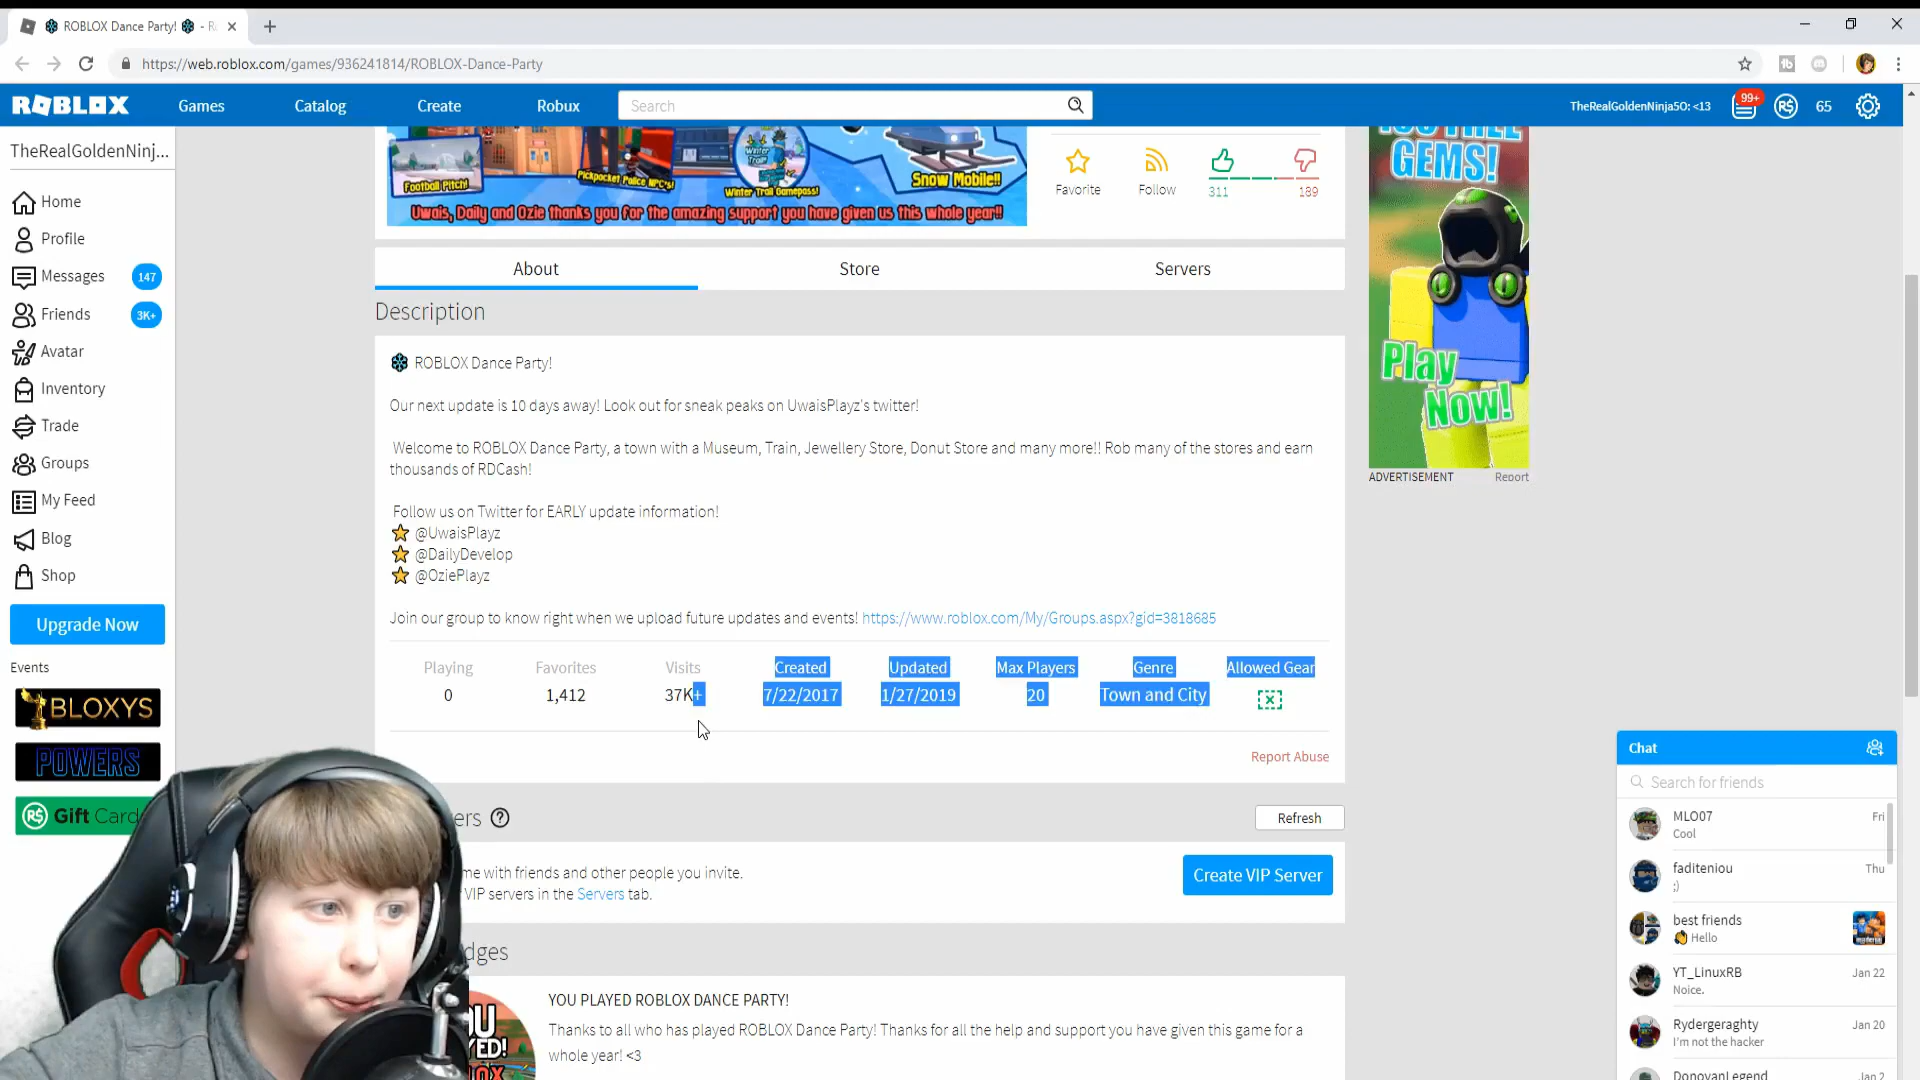 ROBLOX Dance Party! - R
https://web.roblox.com/games/936241814/ROBLOX-Dance-Party
ROBLOX
Games
Catalog
Create
Robux
Search
TheRealGoldenNinja50: <13
99+
R$
65
TheRealGoldenNinj...
Home
Profile
Messages
147
Friends
3K+
Avatar
Inventory
Trade
Groups
My Feed
Blog
Shop
Upgrade Now
Events
BLOXYS
POWERS
R$ Gift Card
Football Pitch!
Pickpocket Police NPC's!
Winter Trail
Winter Trail Gamepass!
Snow Mobile!!
Uwais, Daily and Ozie thanks you for the amazing support you have given us this whole year!!
Favorite
Follow
311
189
About
Store
Servers
Description
ROBLOX Dance Party!
Our next update is 10 days away! Look out for sneak peaks on UwaisPlayz's twitter!
Welcome to ROBLOX Dance Party, a town with a Museum, Train, Jewellery Store, Donut Store and many more!! Rob many of the stores and earn
thousands of RDCash!
Follow us on Twitter for EARLY update information!
@UwaisPlayz
@DailyDevelop
@OziePlayz
Join our group to know right when we upload future updates and events! https://www.roblox.com/My/Groups.aspx?gid=3818685
Playing
Favorites
Visits
Created
Updated
Max Players
Genre
Allowed Gear
0
1,412
37K+
7/22/2017
1/27/2019
20
Town and City
Report Abuse
ers
Refresh
me with friends and other people you invite.
VIP servers in the Servers tab.
Create VIP Server
dges
YOU PLAYED ROBLOX DANCE PARTY!
Thanks to all who has played ROBLOX Dance Party! Thanks for all the help and support you have given this game for a
whole year! <3
GEMS!
Play
Now!
ADVERTISEMENT
Report
Chat
Search for friends
MLO07
Fri
Cool
faditeniou
Thu
;)
best friends
Hello
YT_LinuxRB
Jan 22
Noice.
Rydergeraghty
Jan 20
I'm not the hacker
DonovanLegend
Jan 2